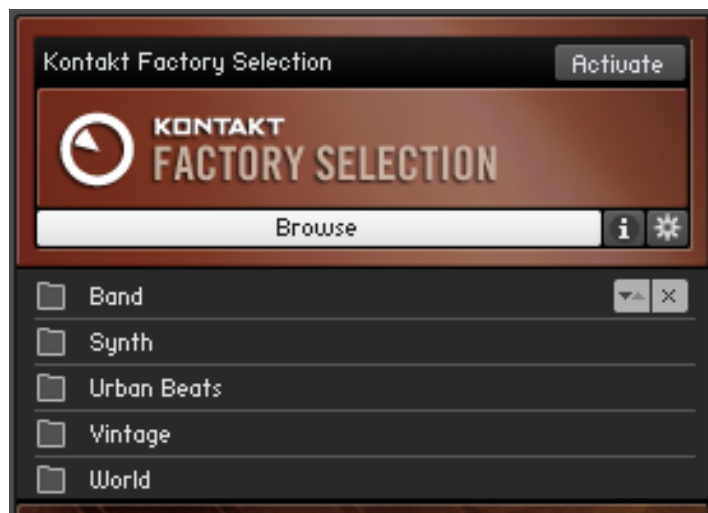 Kontakt Factory Selection Activate
KONTAKT
FACTORY SELECTION
Browse i
Band
Synth
Urban Beats
Vintage
World